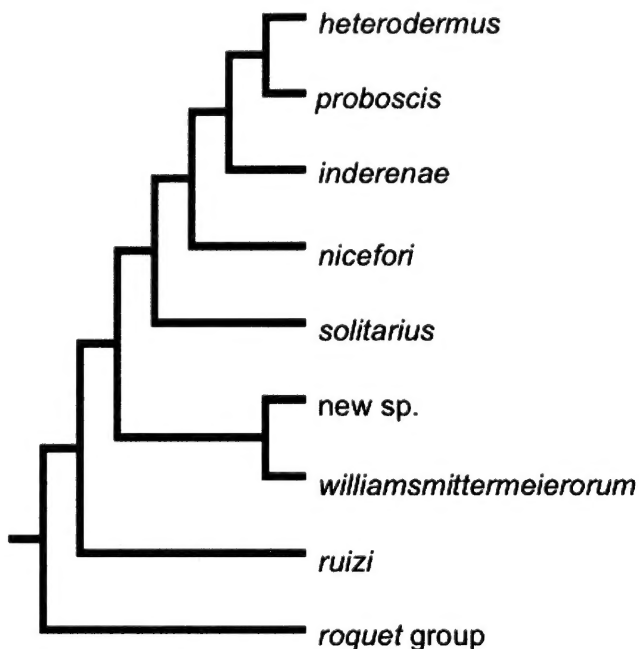 heterodermus
proboscis
inderenae
nicefori
solitarius
new sp.
williamsmittermeierorum
ruizi
roquet group